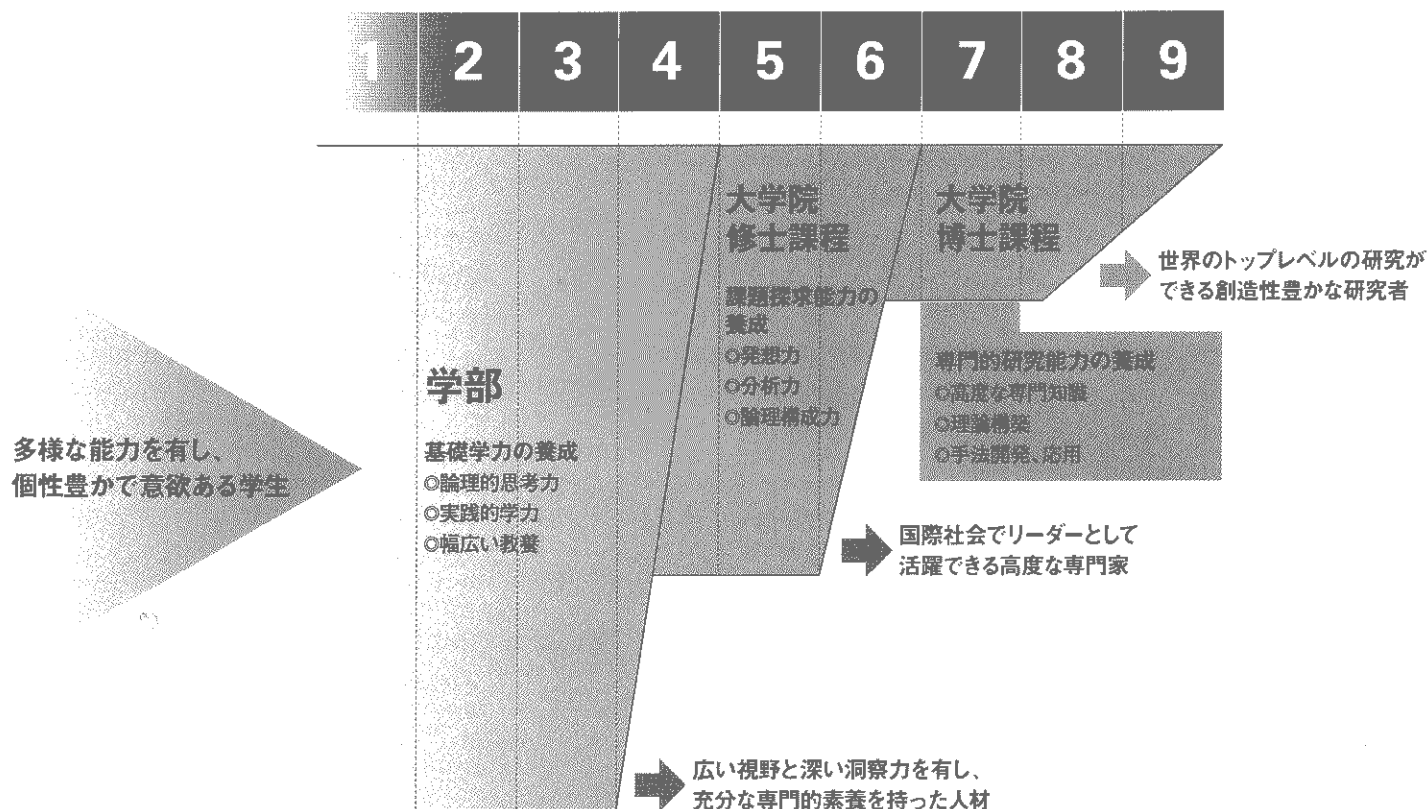 1 2 3 4 5 6 7 8 9
大学院
修士課程
課題探求能力の
養成
◎発想力
◎分析力
◎論理構成力
大学院
博士課程
世界のトップレベルの研究が
できる創造性豊かな研究者
専門的研究能力の養成
◎高度な専門知識
◎理論構築
◎手法開発、応用
学部
基礎学力の養成
◎論理的思考力
◎実践的学力
◎幅広い教養
多様な能力を有し、
個性豊かで意欲ある学生
国際社会でリーダーとして
活躍できる高度な専門家
広い視野と深い洞察力を有し、
充分な専門的素養を持った人材